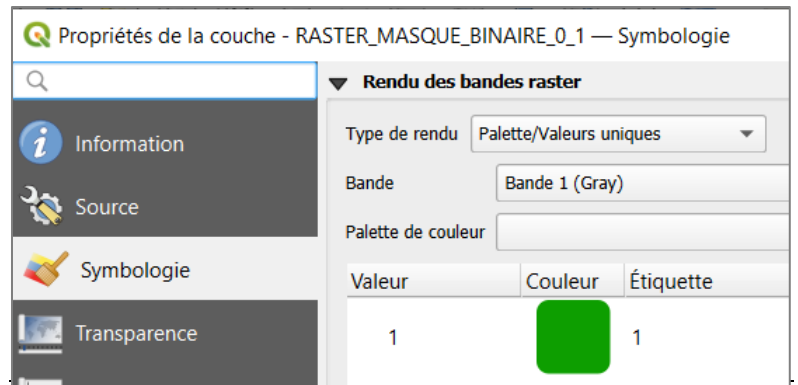 Propriétés de la couche - RASTER_MASQUE_BINAIRE_0_1 — Symbologie
Rendu des bandes raster
Information
Type de rendu Palette/Valeurs uniques
Source
Bande Bande 1 (Gray)
Palette de couleur
Symbologie
Valeur Couleur Étiquette
Transparence
1 1